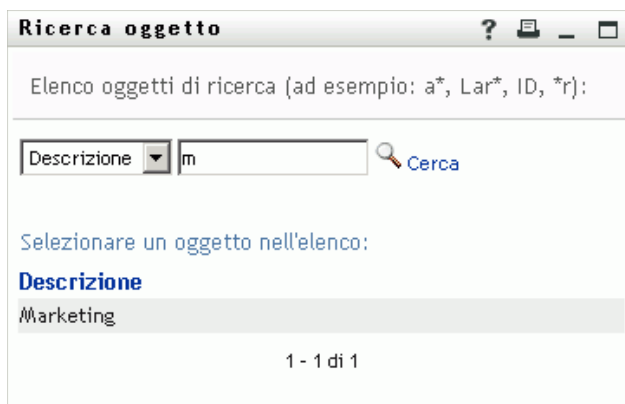 Ricerca oggetto ?
Elenco oggetti di ricerca (ad esempio: a*, Lar*, ID, *r):
Descrizione m Cerca
Selezionare un oggetto nell'elenco:
Descrizione
Marketing
1 - 1 di 1